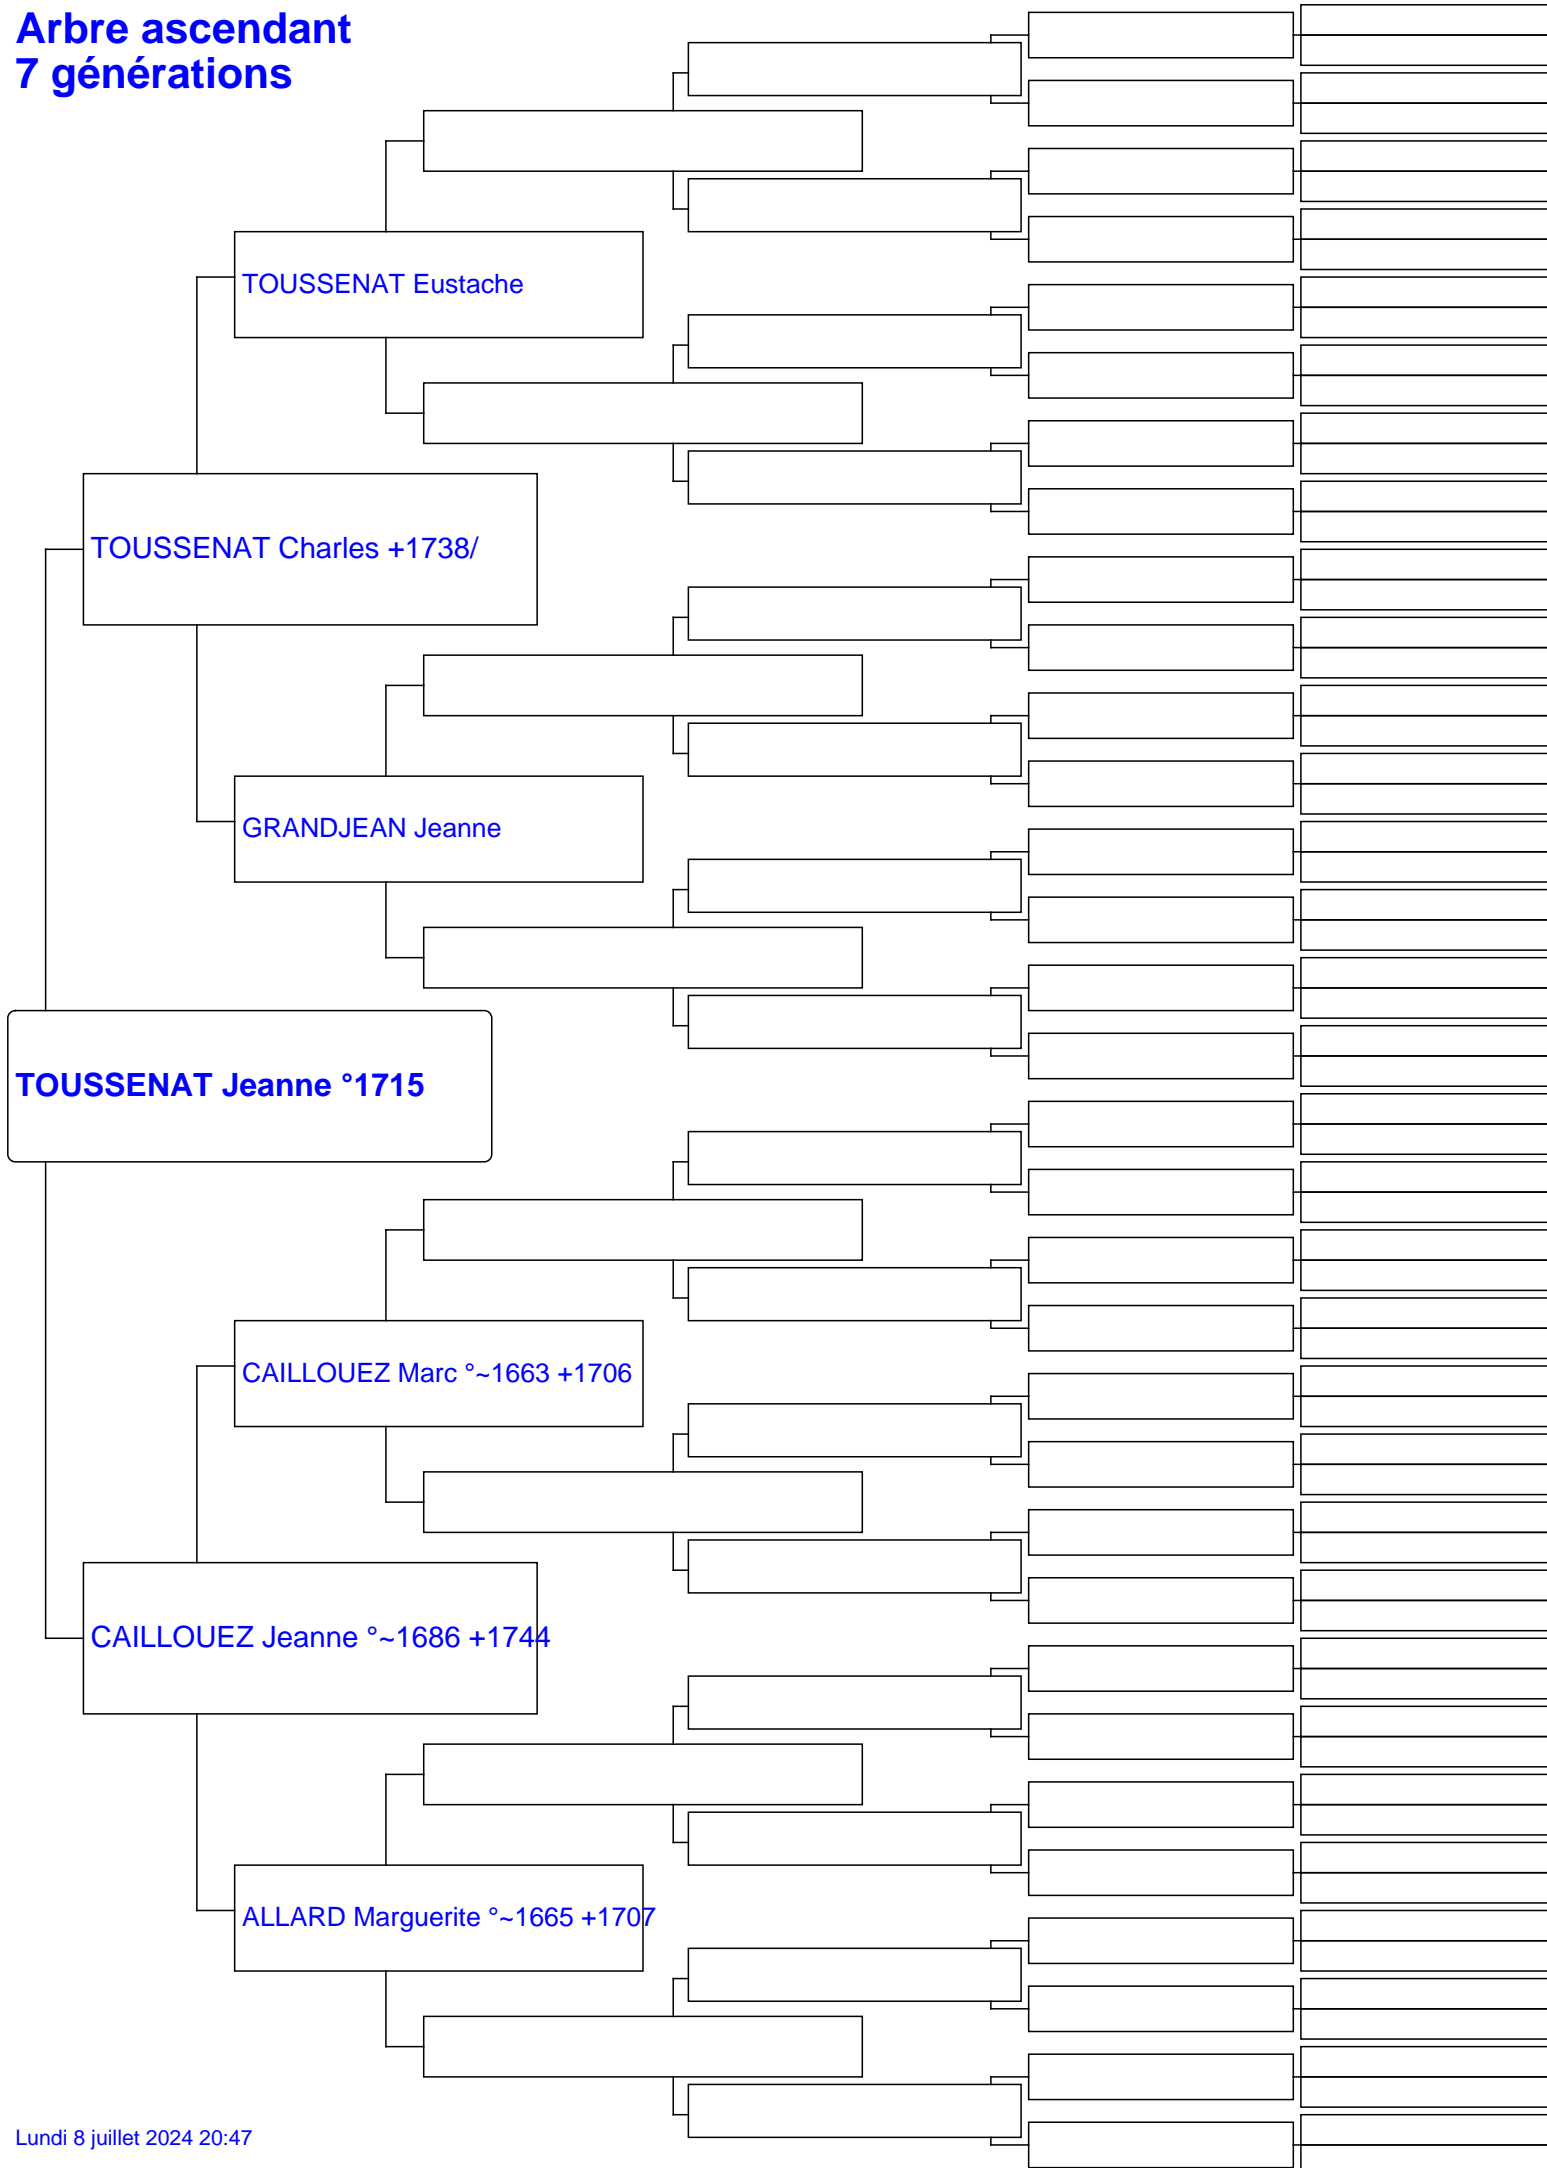 Arbre ascendant
7 générations
TOUSSENAT Eustache
TOUSSENAT Charles +1738/
GRANDJEAN Jeanne
TOUSSENAT Jeanne °1715
CAILLOUEZ Marc °~1663 +1706
CAILLOUEZ Jeanne °~1686 +1744
ALLARD Marguerite °~1665 +1707
Lundi 8 juillet 2024 20:47